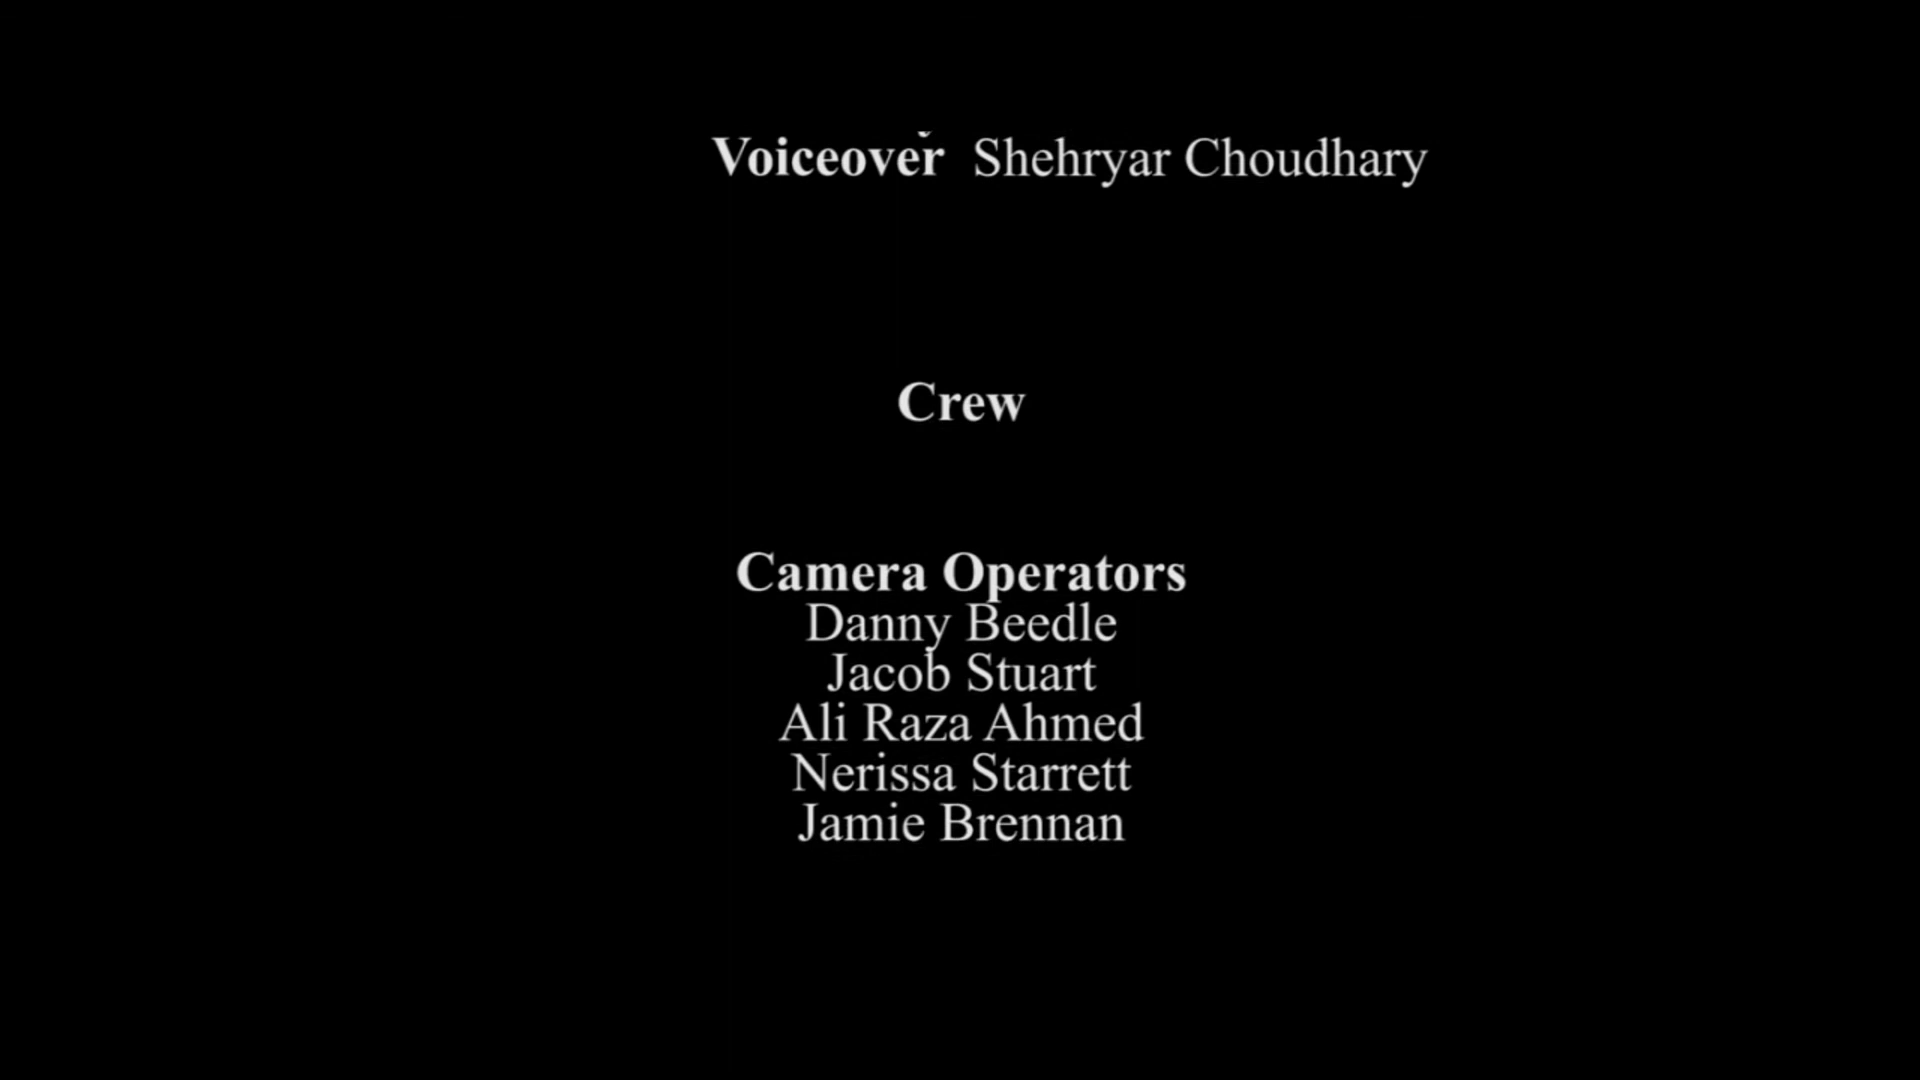 Voiceover Shehryar Choudhary
Crew
Camera Operators
Danny Beedle
Jacob Stuart
Ali Raza Ahmed
Nerissa Starrett
Jamie Brennan